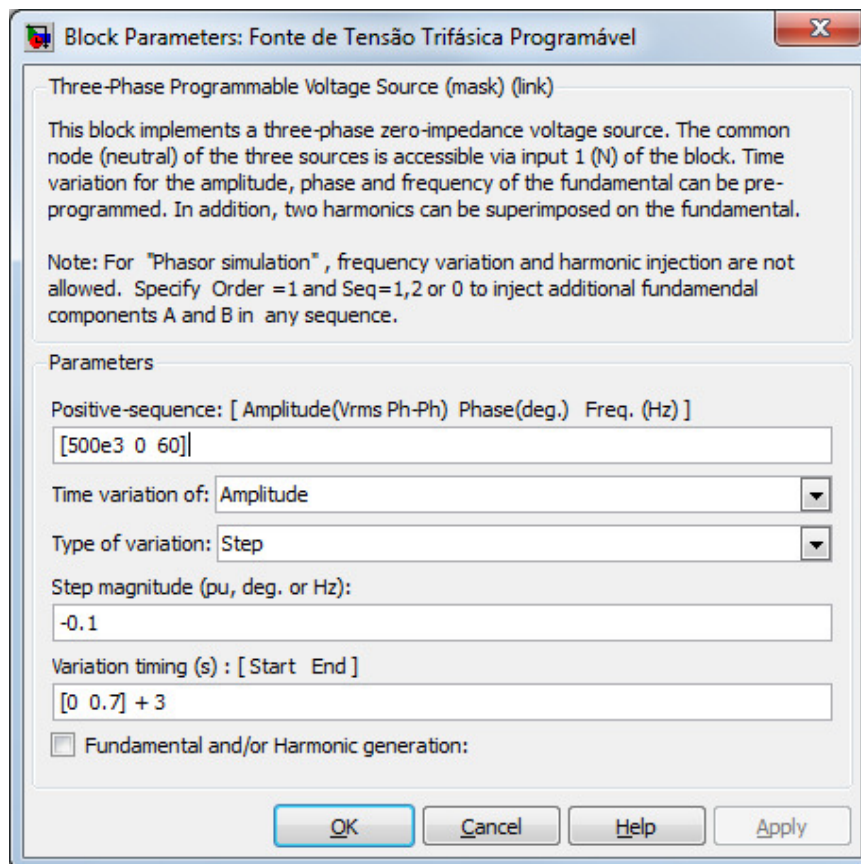 Block Parameters: Fonte de Tensão Trifásica Programável
Three-Phase Programmable Voltage Source (mask) (link)
This block implements a three-phase zero-impedance voltage source. The common
node (neutral) of the three sources is accessible via input 1 (N) of the block. Time
variation for the amplitude, phase and frequency of the fundamental can be pre-
programmed. In addition, two harmonics can be superimposed on the fundamental.
Note: For "Phasor simulation" , frequency variation and harmonic injection are not
allowed. Specify Order =1 and Seq=1,2 or 0 to inject additional fundamendal
components A and B in any sequence.
Parameters
Positive-sequence: [ Amplitude(Vrms Ph-Ph) Phase(deg.) Freq. (Hz) ]
[500e3 0 60]
Time variation of: Amplitude
Type of variation: Step
Step magnitude (pu, deg. or Hz):
-0.1
Variation timing (s) : [ Start End ]
[0 0.7] + 3
Fundamental and/or Harmonic generation:
OK Cancel Help Apply